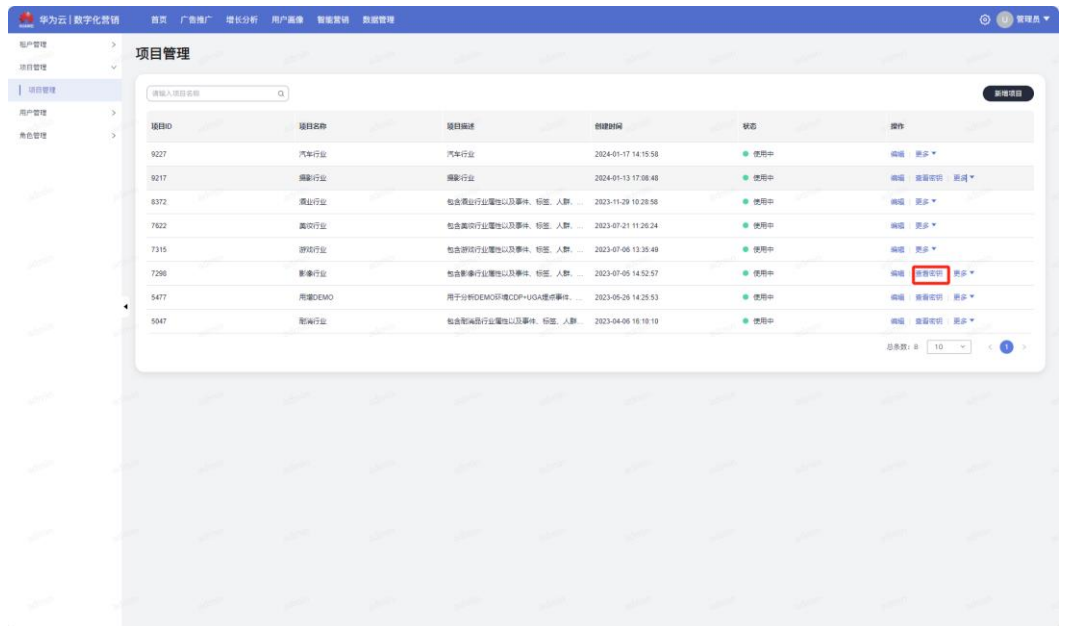 华为云 | 数字化营销 首页 广告推广 增长分析 用户画像 智能营销 数据管理 U 管理员
租户管理
项目管理
项目管理
用户管理
角色管理
项目管理
请输入项目名称 新增项目
项目ID 项目名称 项目描述 创建时间 状态 操作
9227 汽车行业 汽车行业 2024-01-17 14:15:58 使用中 编辑 更多
9217 摄影行业 摄影行业 2024-01-13 17:08:48 使用中 编辑 查看密钥 更多
8372 酒业行业 包含酒业行业属性以及事件、标签、人群、... 2023-11-29 10:28:58 使用中 编辑 更多
7622 美妆行业 包含美妆行业属性以及事件、标签、人群、... 2023-07-21 11:26:24 使用中 编辑 更多
7315 游戏行业 包含游戏行业属性以及事件、标签、人群、... 2023-07-06 13:35:49 使用中 编辑 更多
7298 影像行业 包含影像行业属性以及事件、标签、人群、... 2023-07-05 14:52:57 使用中 编辑 查看密钥 更多
5477 用增DEMO 用于分析DEMO环境CDP+UGA埋点事件、... 2023-05-26 14:25:53 使用中 编辑 查看密钥 更多
5047 耐消行业 包含耐消品行业属性以及事件、标签、人群... 2023-04-06 16:10:10 使用中 编辑 查看密钥 更多
总条数: 8 10 < 1 >